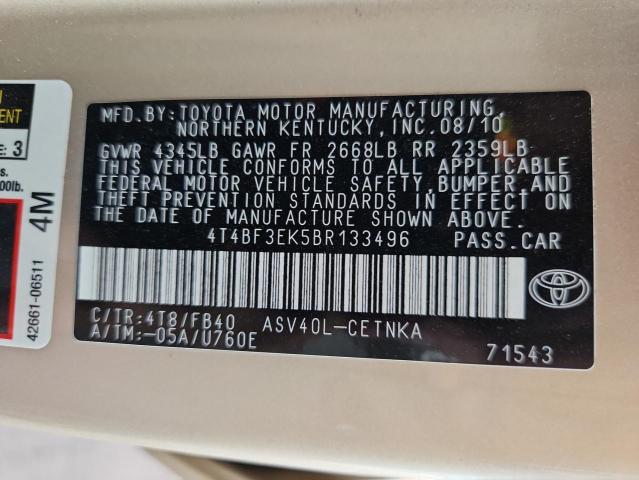 MENT
E: 3
s.
00lb.
4M
42661-06511
MFD.BY:TOYOTA MOTOR MANUFACTURING,
NORTHERN KENTUCKY, INC.08/10
GVWR 4345LB GAWR FR 2668LB RR 2359LB
THIS VEHICLE CONFORMS TO ALL APPLICABLE
FEDERAL MOTOR VEHICLE SAFETY,BUMPER,AND
THEFT PREVENTION STANDARDS IN EFFECT ON
THE DATE OF MANUFACTURE SHOWN ABOVE.
4T4BF3EK5BR133496 PASS.CAR
C/TR:4T8/FB40 ASV40L-CETNKA
A/TM:-05A/U760E
71543